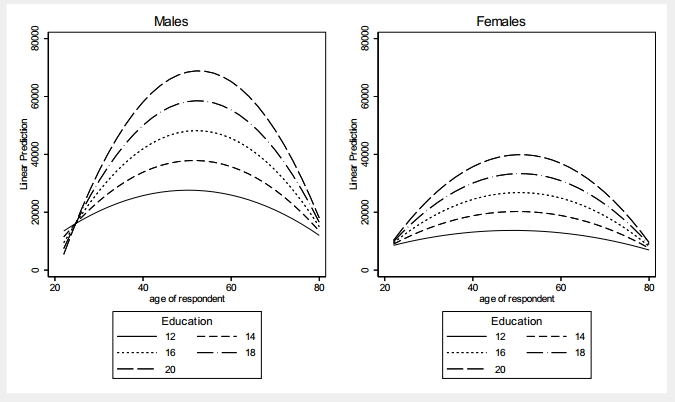 Males
80000
60000
40000
20000
0
Linear Prediction
20 40 60 80
age of respondent
Education
12 14
16 18
20
Females
80000
60000
40000
20000
0
Linear Prediction
20 40 60 80
age of respondent
Education
12 14
16 18
20